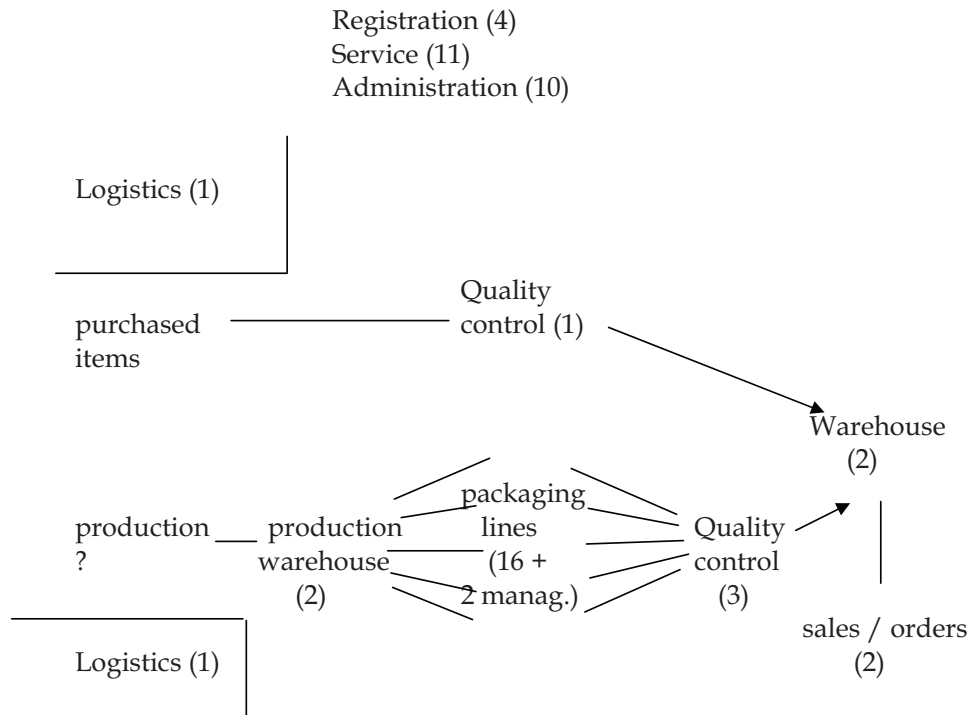 Registration (4)
Service (11)
Administration (10)
Logistics (1)
purchased
items
Quality
control (1)
Warehouse
(2)
production
?
production
warehouse
(2)
packaging
lines
(16 +
2 manag.)
Quality
control
(3)
sales / orders
(2)
Logistics (1)